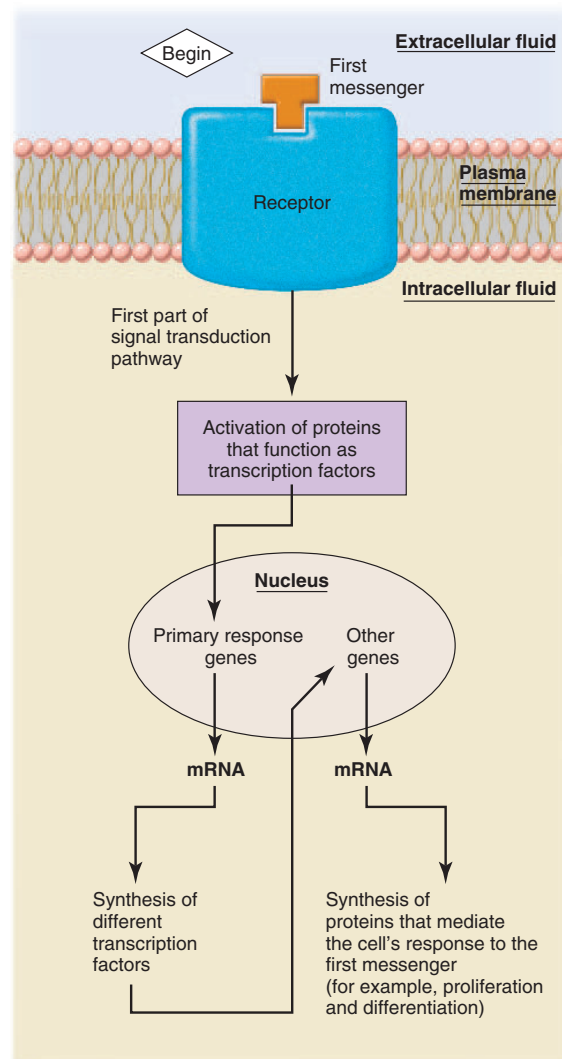 Begin
Extracellular fluid
First
messenger
Plasma
membrane
Receptor
Intracellular fluid
First part of
signal transduction
pathway
Activation of proteins
that function as
transcription factors
Nucleus
Primary response
genes
Other
genes
mRNA
mRNA
Synthesis of
different
transcription
factors
Synthesis of
proteins that mediate
the cell's response to the
first messenger
(for example, proliferation
and differentiation)